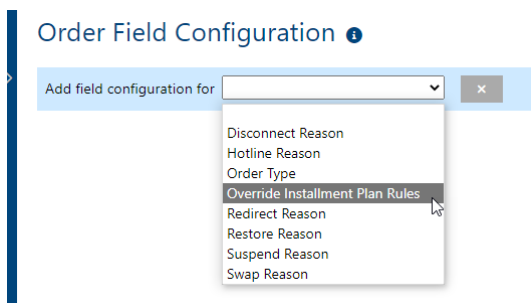 Order Field Configuration
Add field configuration for
Disconnect Reason
Hotline Reason
Order Type
Override Installment Plan Rules
Redirect Reason
Restore Reason
Suspend Reason
Swap Reason